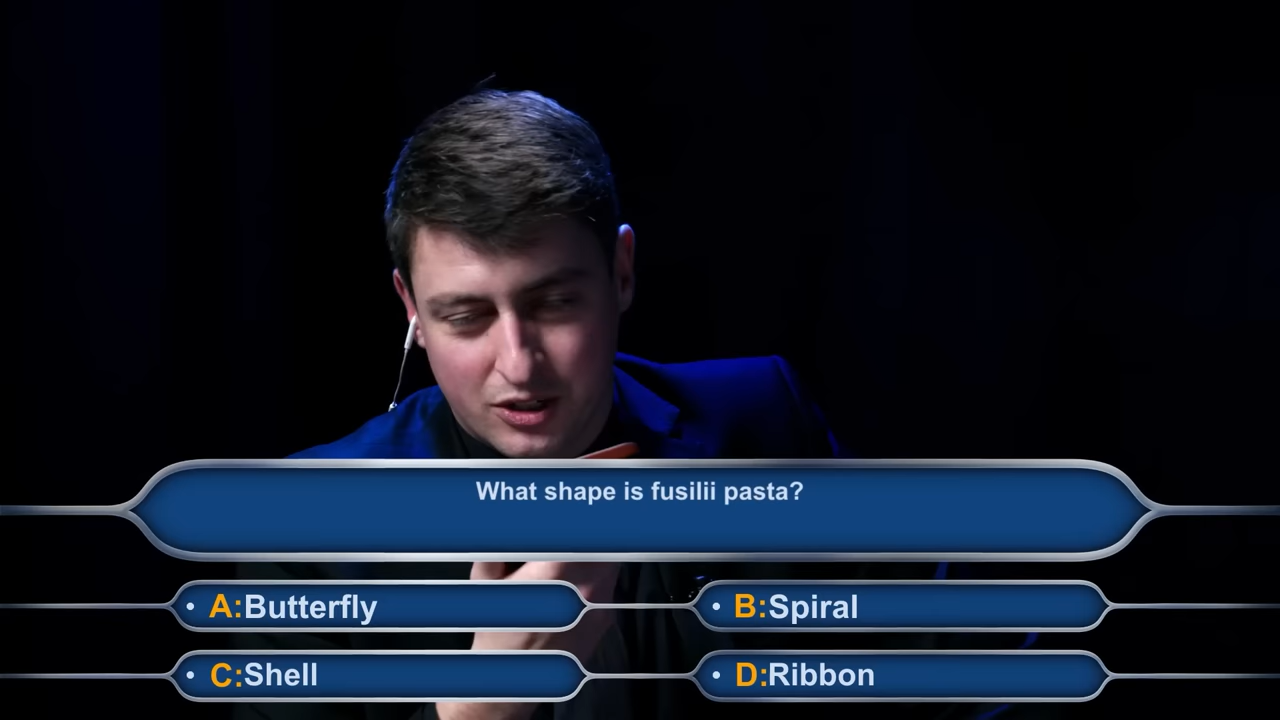 What shape is fusilii pasta?
A:Butterfly
B:Spiral
C:Shell
D:Ribbon